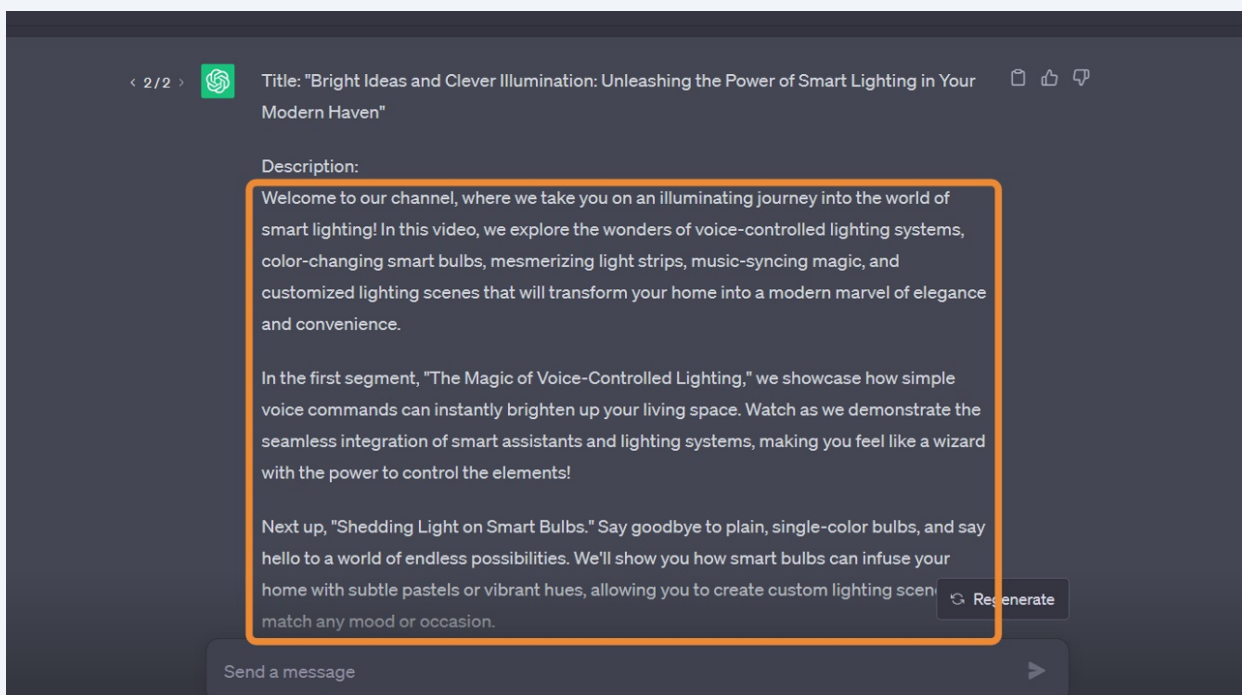 < 2/2 >
Title: "Bright Ideas and Clever Illumination: Unleashing the Power of Smart Lighting in Your
Modern Haven"
Description:
Welcome to our channel, where we take you on an illuminating journey into the world of
smart lighting! In this video, we explore the wonders of voice-controlled lighting systems,
color-changing smart bulbs, mesmerizing light strips, music-syncing magic, and
customized lighting scenes that will transform your home into a modern marvel of elegance
and convenience.
In the first segment, "The Magic of Voice-Controlled Lighting," we showcase how simple
voice commands can instantly brighten up your living space. Watch as we demonstrate the
seamless integration of smart assistants and lighting systems, making you feel like a wizard
with the power to control the elements!
Next up, "Shedding Light on Smart Bulbs." Say goodbye to plain, single-color bulbs, and say
hello to a world of endless possibilities. We'll show you how smart bulbs can infuse your
home with subtle pastels or vibrant hues, allowing you to create custom lighting scen
Regenerate
match any mood or occasion.
Send a message